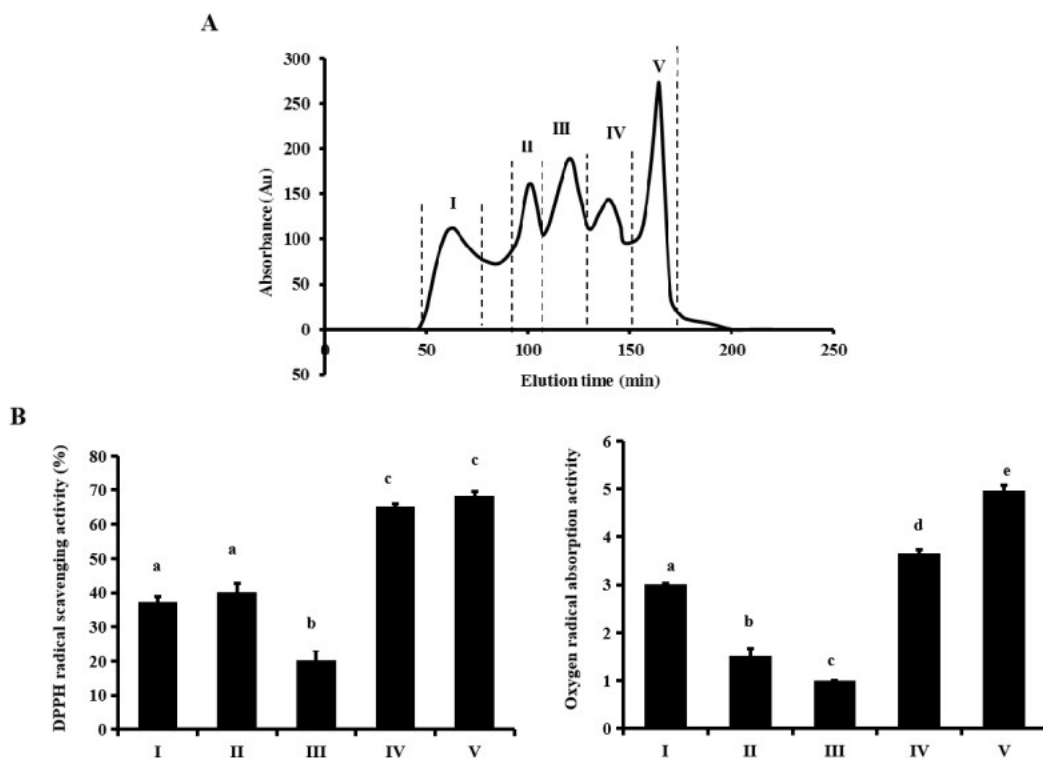 A
300
250
200
150
100
50
0
50
Absorbance (Au)
I
II
III
IV
V
0
50
100
150
200
250
Elution time (min)
B
80
70
60
50
40
30
20
10
0
DPPH radical scavenging activity (%)
a
a
b
c
c
I
II
III
IV
V
6
5
4
3
2
1
0
Oxygen radical absorption activity
a
b
c
d
e
I
II
III
IV
V